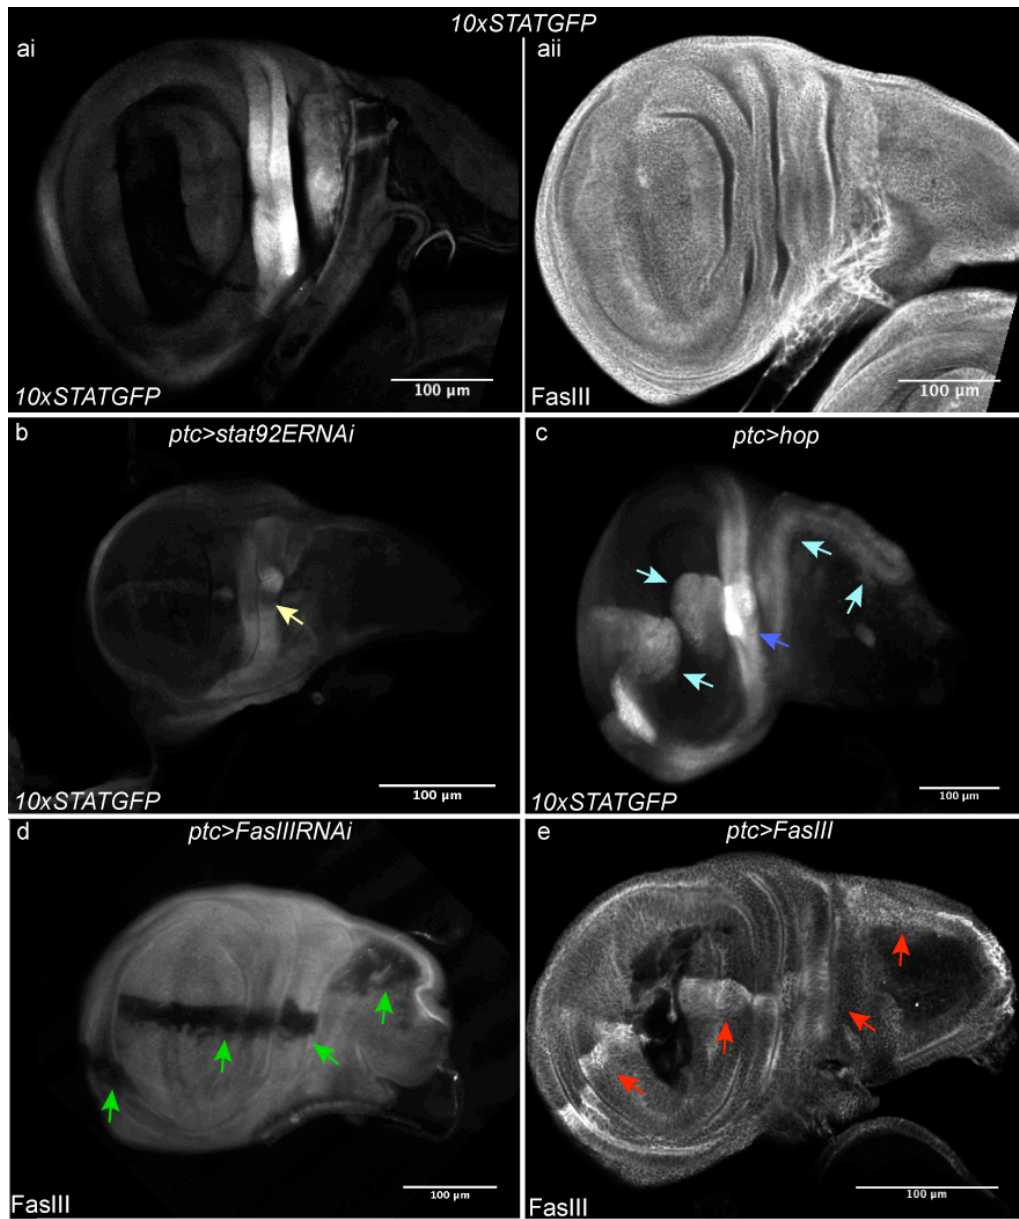 10xSTATGFP
ai
aii
10xSTATGFP
100 µm
FasIII
100 µm
b
ptc>stat92ERNAi
c
ptc>hop
10xSTATGFP
100 µm
10xSTATGFP
100 µm
d
ptc>FasIIIRNAi
e
ptc>FasIII
FasIII
100 µm
FasIII
100 µm